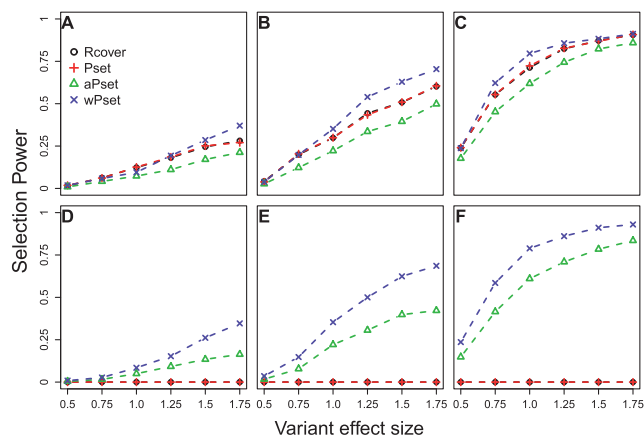 A
B
C
Rcover
Pset
aPset
wPset
1
0.75
0.5
0.25
0
Selection Power
D
E
F
1
0.75
0.5
0.25
0
0.5 0.75 1.0 1.25 1.5 1.75
0.5 0.75 1.0 1.25 1.5 1.75
0.5 0.75 1.0 1.25 1.5 1.75
Variant effect size